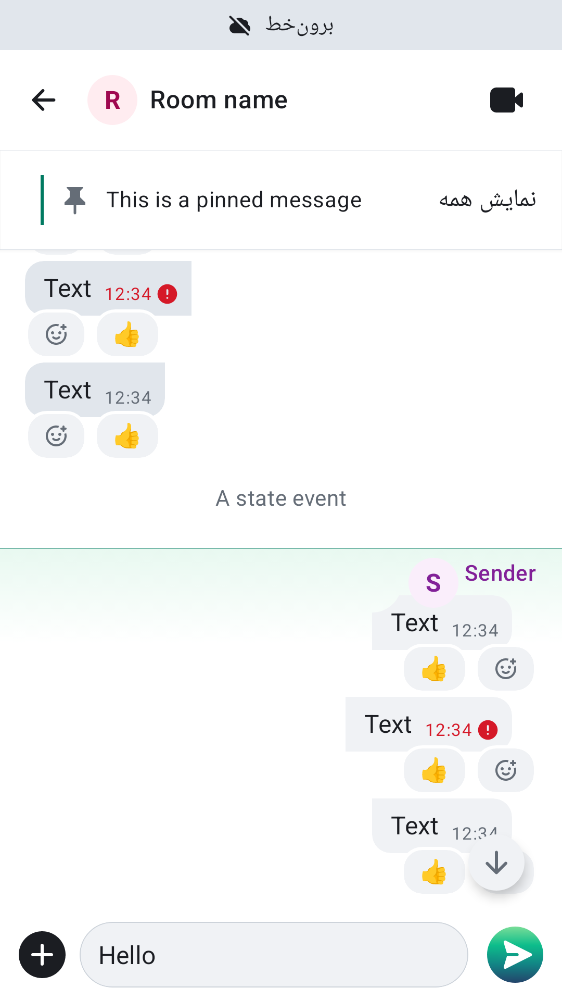 برون‌خط
R Room name
This is a pinned message نمایش همه
Text 12:34
Text 12:34
A state event
S Sender
Text 12:34
Text 12:34
Text 12:34
Hello